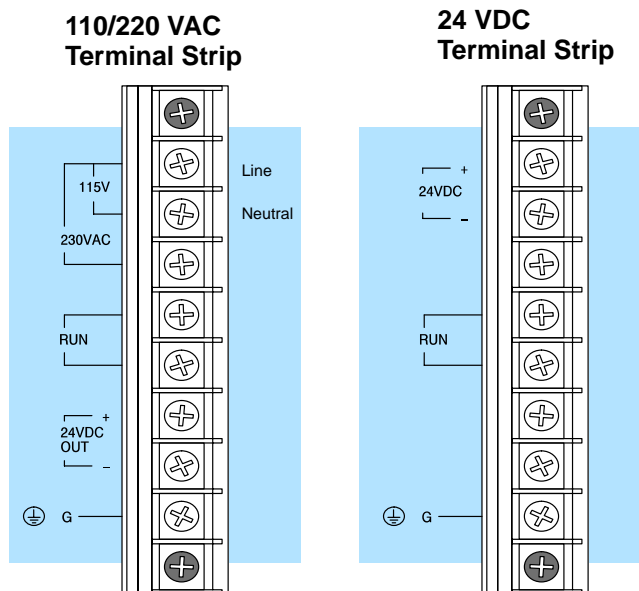 110/220 VAC
Terminal Strip
115V
230VAC
Line
Neutral
RUN
+
24VDC
OUT
–
G
24 VDC
Terminal Strip
+
24VDC
–
RUN
G